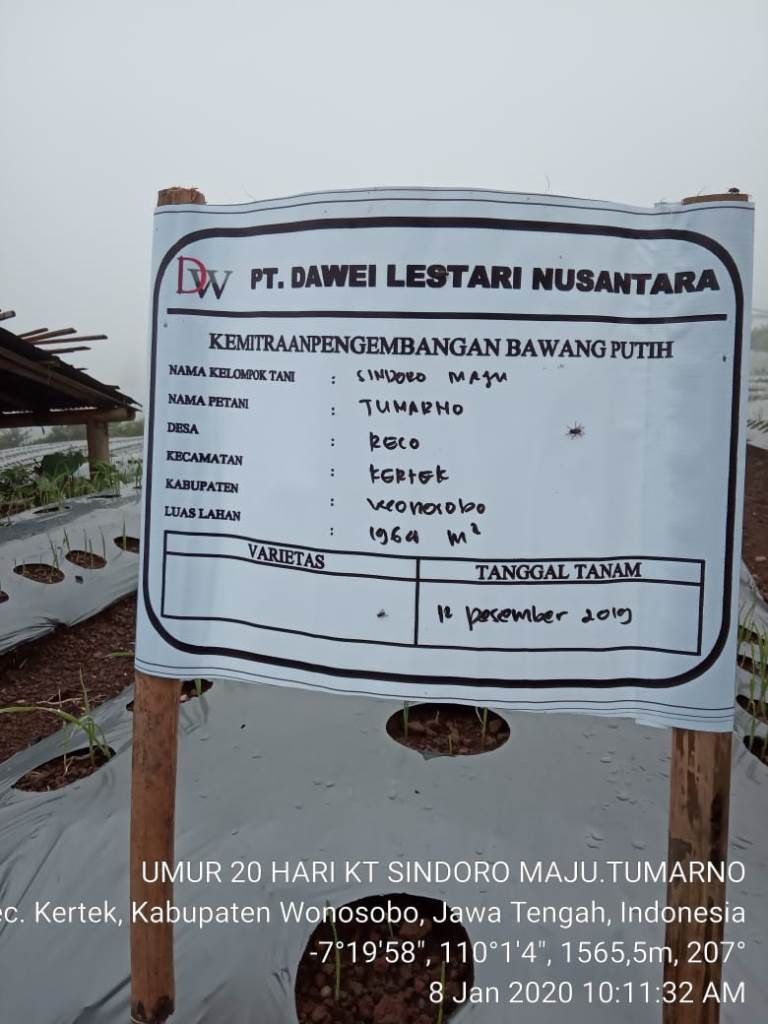 DW PT. DAWEI LESTARI NUSANTARA
KEMITRAANPENGEMBANGAN BAWANG PUTIH
NAMA KELOMPOK TANI : SINDORO MAJU
NAMA PETANI : TUMARNO
DESA : RECO
KECAMATAN : KERTEK
KABUPATEN : Wonosobo
LUAS LAHAN : 1964 m²
VARIETAS TANGGAL TANAM
12 Desember 2019
UMUR 20 HARI KT SINDORO MAJU.TUMARNO
ec. Kertek, Kabupaten Wonosobo, Jawa Tengah, Indonesia
-7°19'58", 110°1'4", 1565,5m, 207°
8 Jan 2020 10:11:32 AM